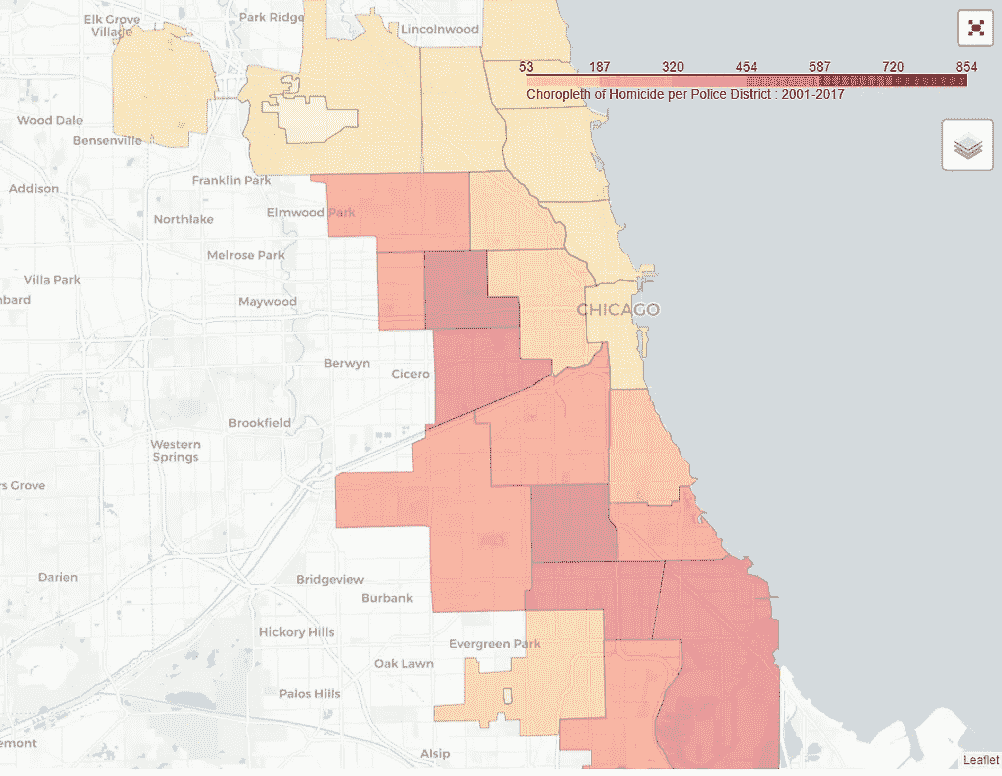 Elk Grove
Village
Park Ridge
Lincolnwood
53 187 320 454 587 720 854
Choropleth of Homicide per Police District : 2001-2017
Wood Dale
Bensenville
Franklin Park
Addison
Northlake
Elmwood Park
Melrose Park
Villa Park
Maywood
CHICAGO
bard
Berwyn
Cicero
Brookfield
Western
Springs
rs Grove
Darien
Bridgeview
Burbank
Hickory Hills
Evergreen Park
Oak Lawn
Palos Hills
emont
Alsip
Leaflet